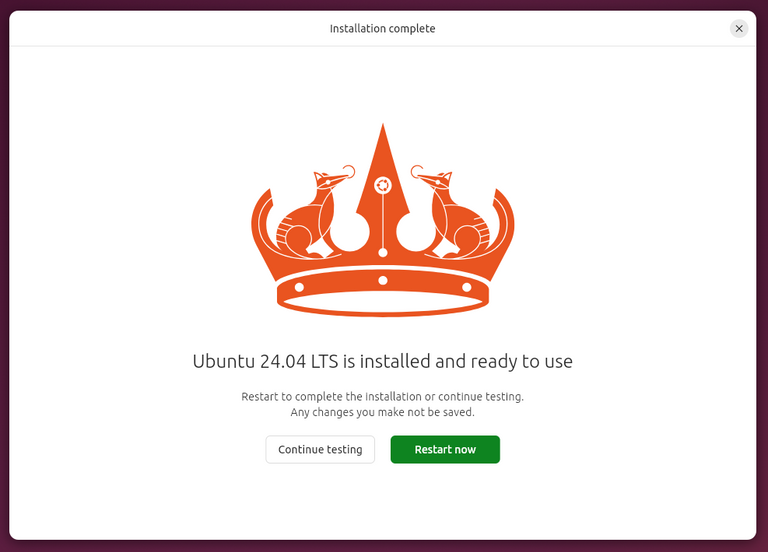 Installation complete
Ubuntu 24.04 LTS is installed and ready to use
Restart to complete the installation or continue testing.
Any changes you make not be saved.
Continue testing
Restart now